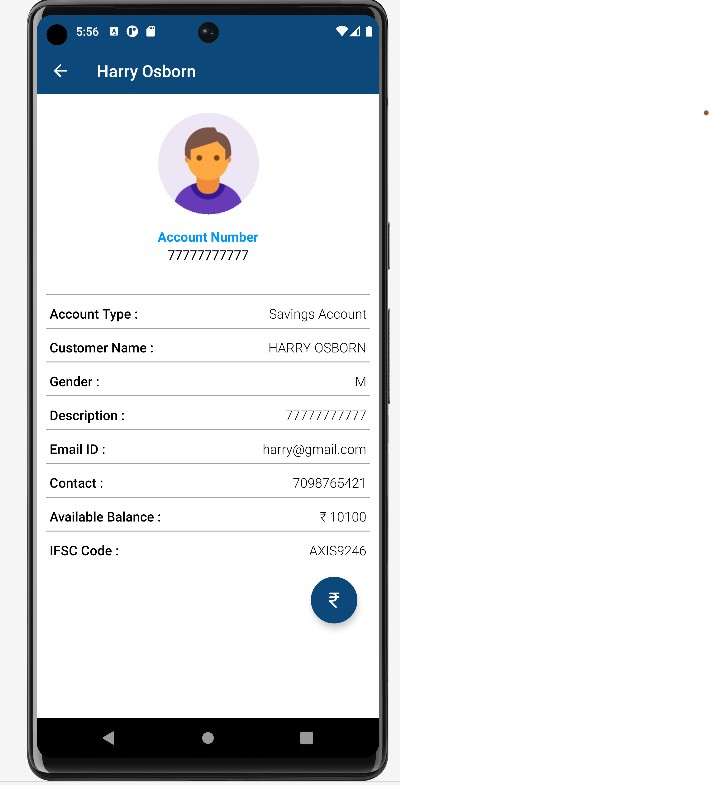 5:56
Harry Osborn
Account Number
77777777777
Account Type : Savings Account
Customer Name : HARRY OSBORN
Gender : M
Description : 77777777777
Email ID : harry@gmail.com
Contact : 7098765421
Available Balance : ₹ 10100
IFSC Code : AXIS9246
₹